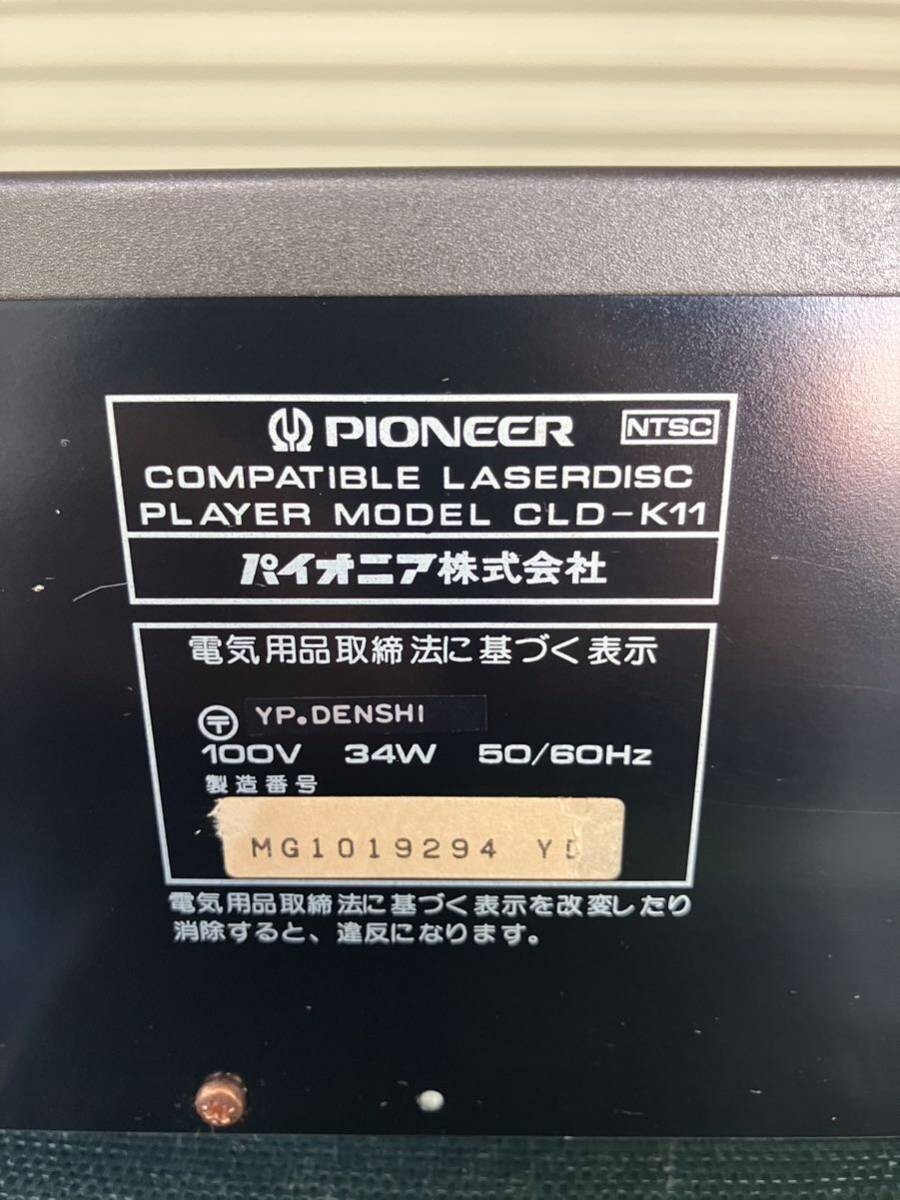 PIONEER NTSC
COMPATIBLE LASERDISC
PLAYER MODEL CLD-K11
パイオニア株式会社
電気用品取締法に基づく表示
〒 YP.DENSHI
100V 34W 50/60Hz
製造番号
MG1019294
電気用品取締法に基づく表示を改変したり
消除すると、違反になります。